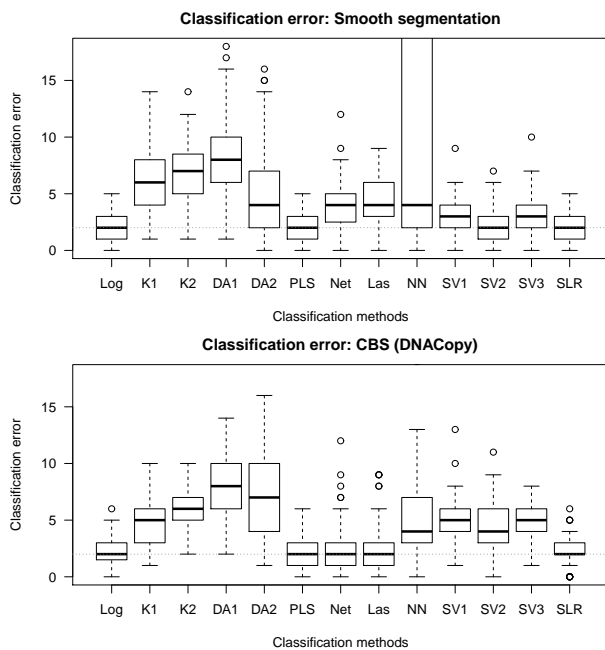 Classification error: Smooth segmentation
15
10
5
0
Classification error
Log K1 K2 DA1 DA2 PLS Net Las NN SV1 SV2 SV3 SLR
Classification methods
Classification error: CBS (DNACopy)
15
10
5
0
Classification error
Log K1 K2 DA1 DA2 PLS Net Las NN SV1 SV2 SV3 SLR
Classification methods